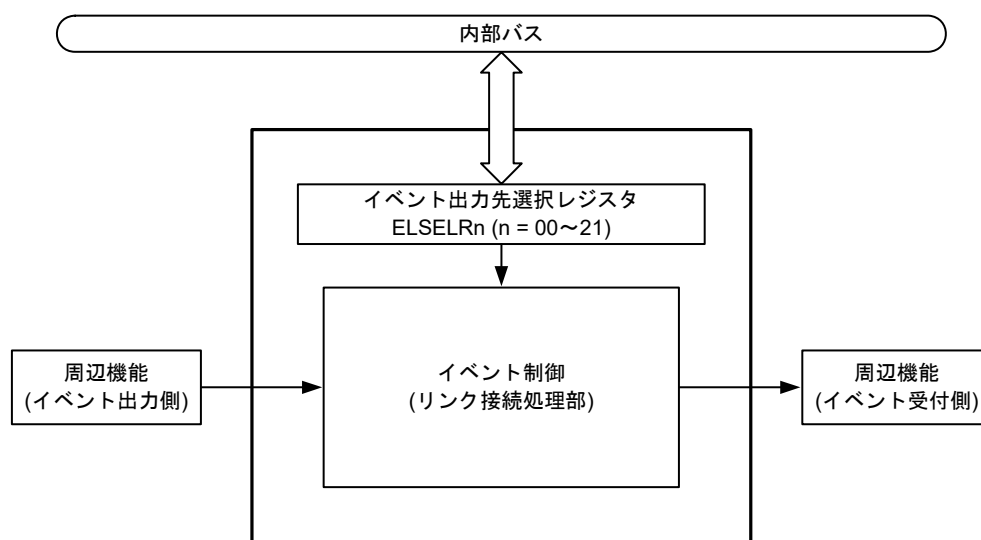 内部バス
イベント出力先選択レジスタ
ELSELRn (n = 00～21)
周辺機能
(イベント出力側)
イベント制御
(リンク接続処理部)
周辺機能
(イベント受付側)